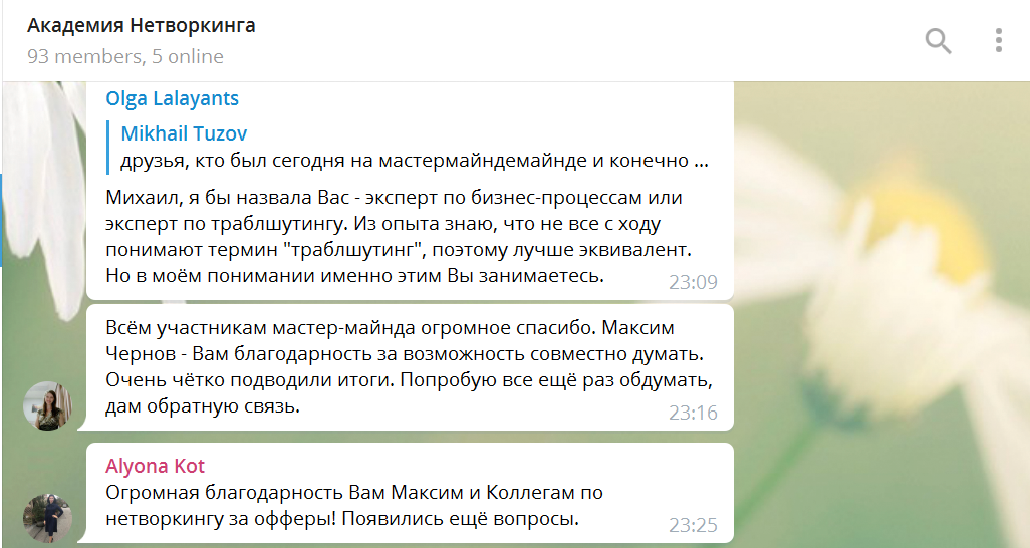 Академия Нетворкинга
93 members, 5 online
Olga Lalayants
Mikhail Tuzov
друзья, кто был сегодня на мастермайндемайнде и конечно ...
Михаил, я бы назвала Вас - эксперт по бизнес-процессам или
эксперт по траблшутингу. Из опыта знаю, что не все с ходу
понимают термин "траблшутинг", поэтому лучше эквивалент.
Но в моём понимании именно этим Вы занимаетесь.
23:09
Всём участникам мастер-майнда огромное спасибо. Максим
Чернов - Вам благодарность за возможность совместно думать.
Очень чётко подводили итоги. Попробую все ещё раз обдумать,
дам обратную связь.
23:16
Alyona Kot
Огромная благодарность Вам Максим и Коллегам по
нетворкингу за офферы! Появились ещё вопросы.
23:25